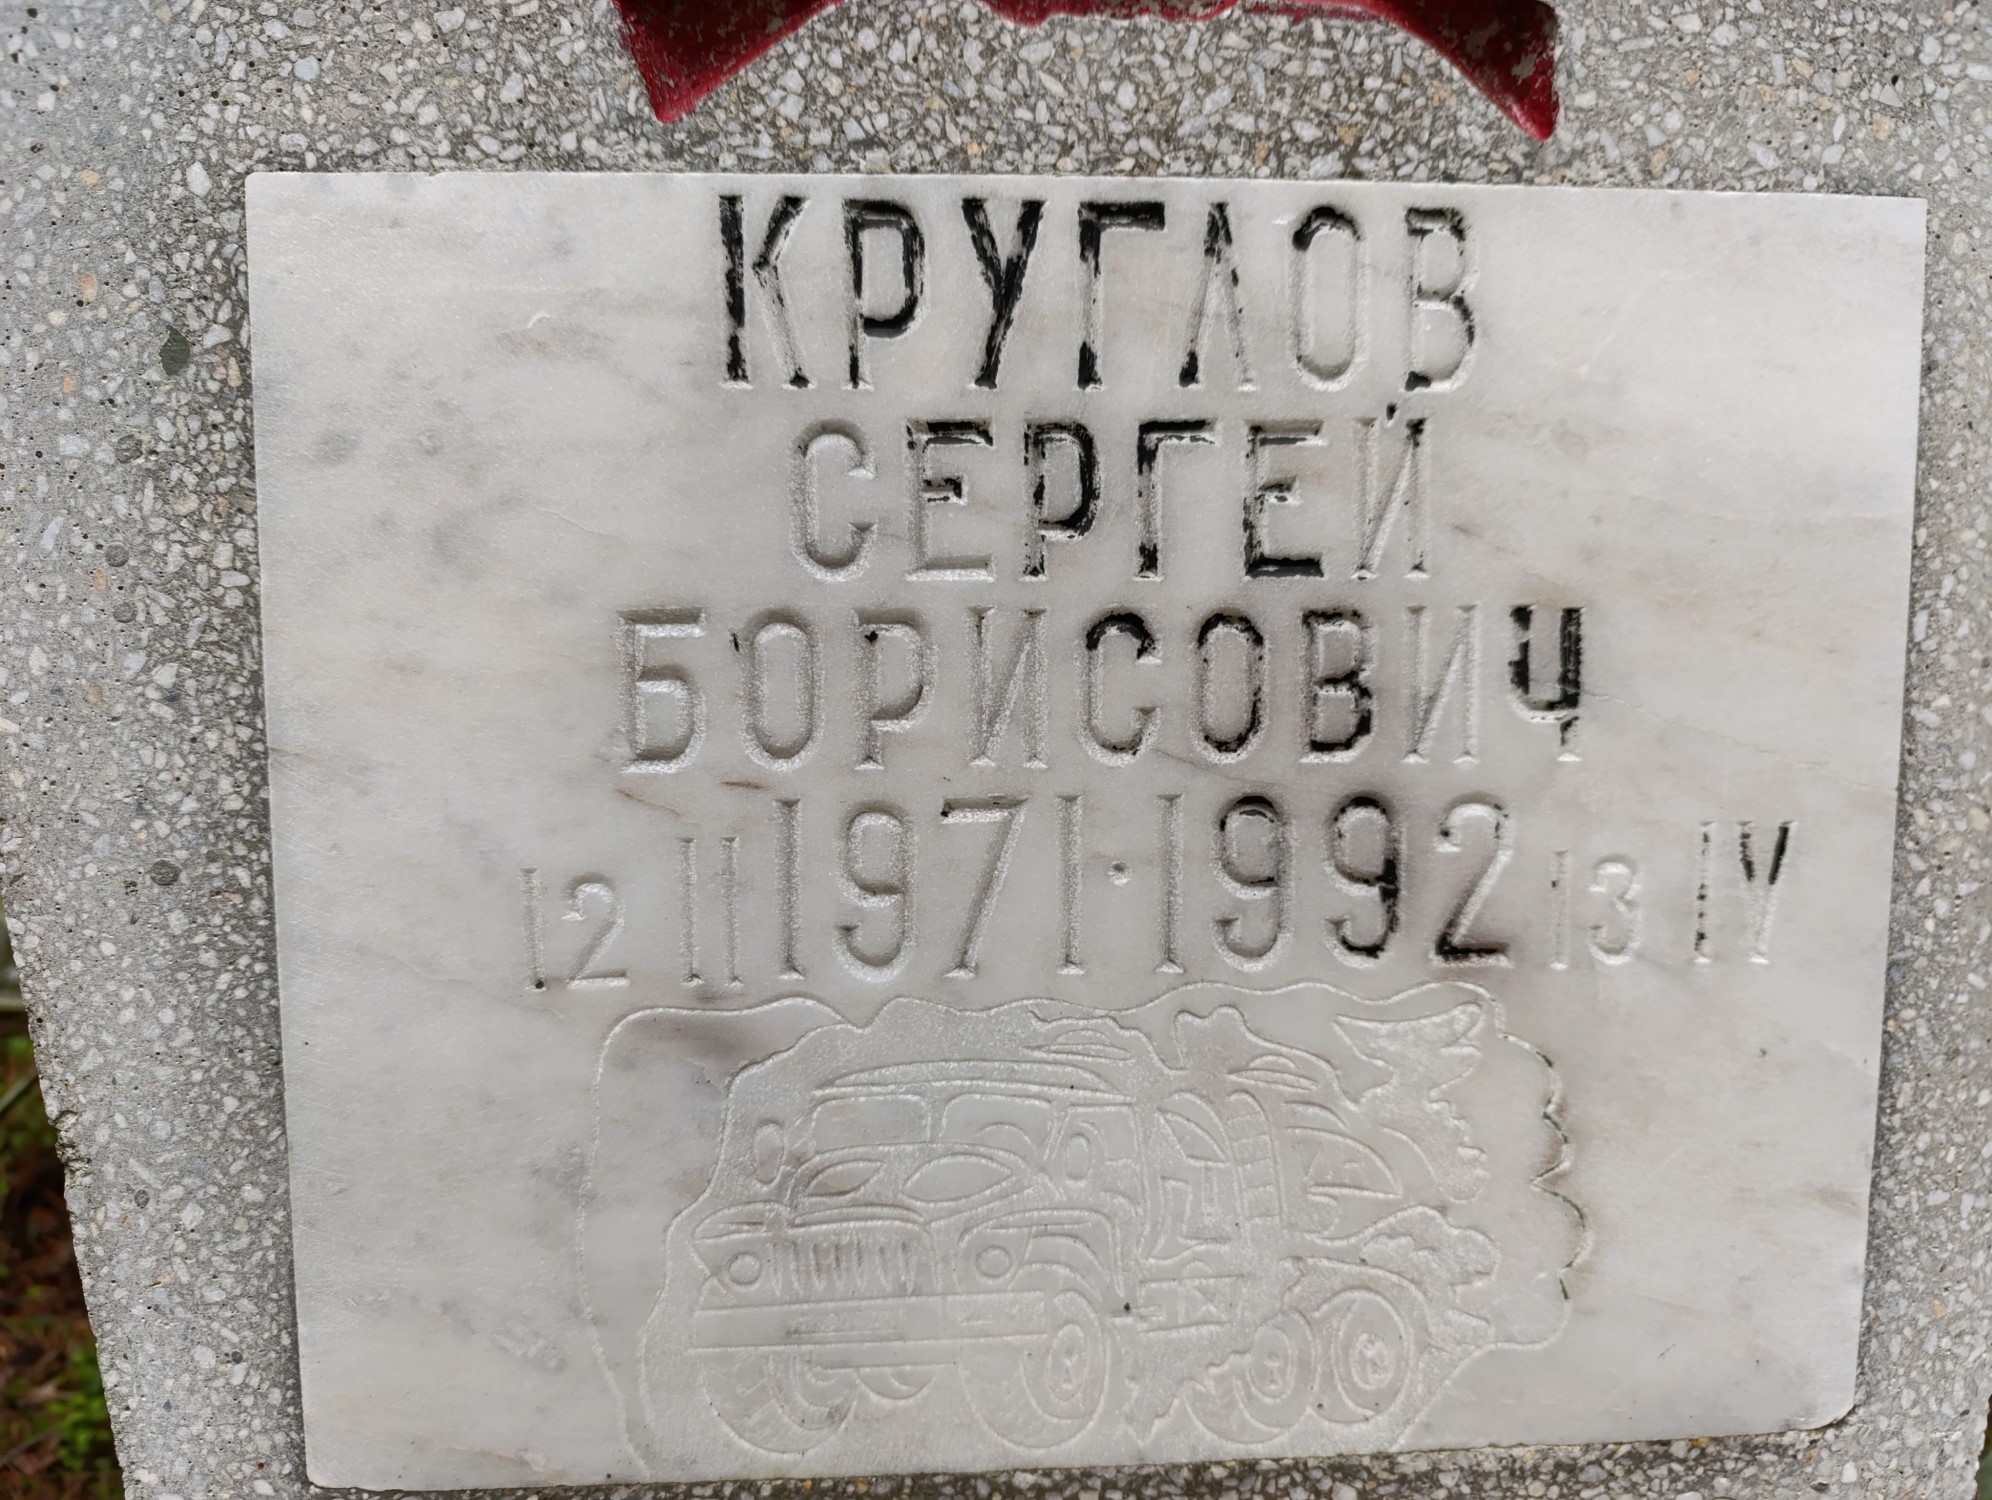 КРУГЛОВ
СЕРГЕЙ
БОРИСОВИЧ
12 II 1971·1992 13 IV